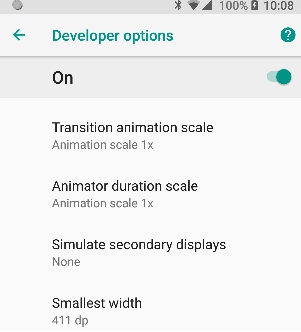 100% 10:08
Developer options
On
Transition animation scale
Animation scale 1x
Animator duration scale
Animation scale 1x
Simulate secondary displays
None
Smallest width
411 dp